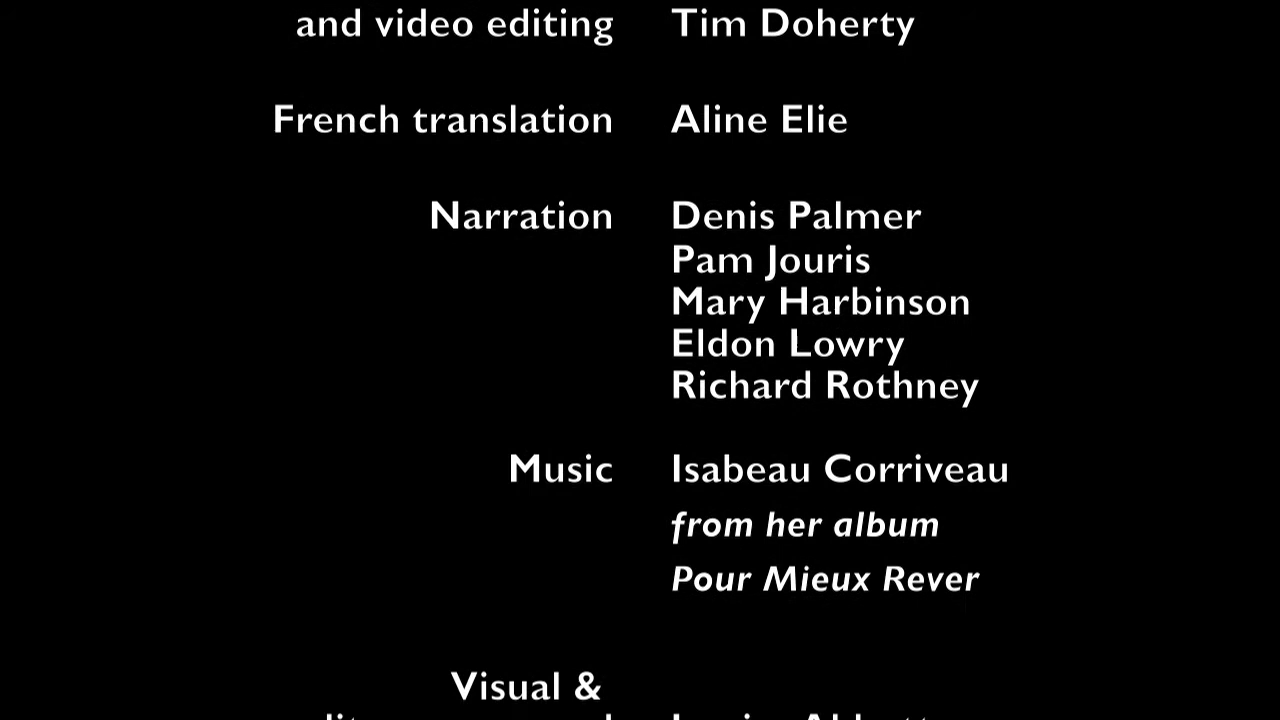 and video editing Tim Doherty
French translation Aline Elie
Narration Denis Palmer
Pam Jouris
Mary Harbinson
Eldon Lowry
Richard Rothney
Music Isabeau Corriveau
from her album
Pour Mieux Rever
Visual &